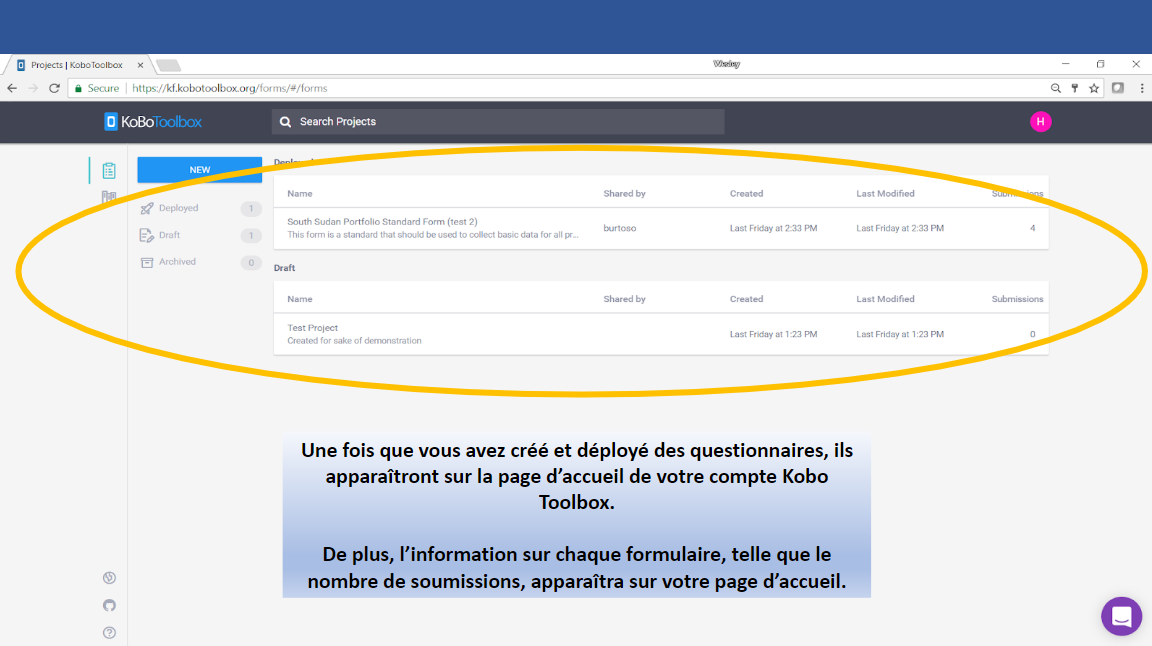 Projects | KoboToolbox
Wesley
Secure https://kf.kobotoolbox.org/forms/#/forms
KoBoToolbox
Search Projects
H
NEW
Deployed 1
Draft 1
Archived 0
Name Shared by Created Last Modified Submissions
South Sudan Portfolio Standard Form (test 2)
This form is a standard that should be used to collect basic data for all pr...
burtoso Last Friday at 2:33 PM Last Friday at 2:33 PM 4
Draft
Name Shared by Created Last Modified Submissions
Test Project
Created for sake of demonstration
Last Friday at 1:23 PM Last Friday at 1:23 PM 0
Une fois que vous avez créé et déployé des questionnaires, ils
apparaîtront sur la page d’accueil de votre compte Kobo
Toolbox.
De plus, l’information sur chaque formulaire, telle que le
nombre de soumissions, apparaîtra sur votre page d’accueil.